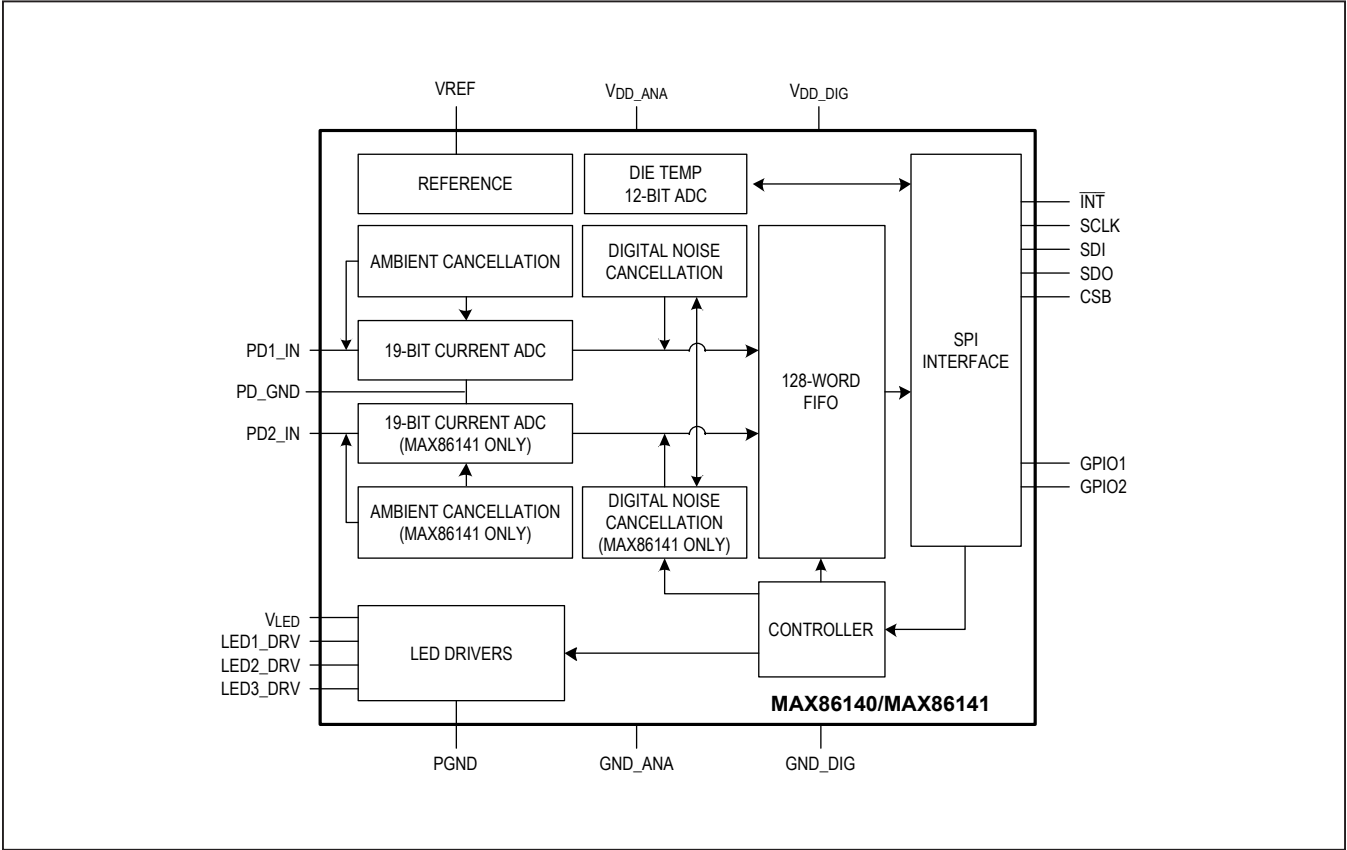 VREF
VDD_ANA
VDD_DIG
REFERENCE
DIE TEMP
12-BIT ADC
AMBIENT CANCELLATION
DIGITAL NOISE
CANCELLATION
19-BIT CURRENT ADC
19-BIT CURRENT ADC
(MAX86141 ONLY)
AMBIENT CANCELLATION
(MAX86141 ONLY)
DIGITAL NOISE
CANCELLATION
(MAX86141 ONLY)
128-WORD
FIFO
SPI
INTERFACE
CONTROLLER
LED DRIVERS
PD1_IN
PD_GND
PD2_IN
VLED
LED1_DRV
LED2_DRV
LED3_DRV
INT
SCLK
SDI
SDO
CSB
GPIO1
GPIO2
MAX86140/MAX86141
PGND
GND_ANA
GND_DIG